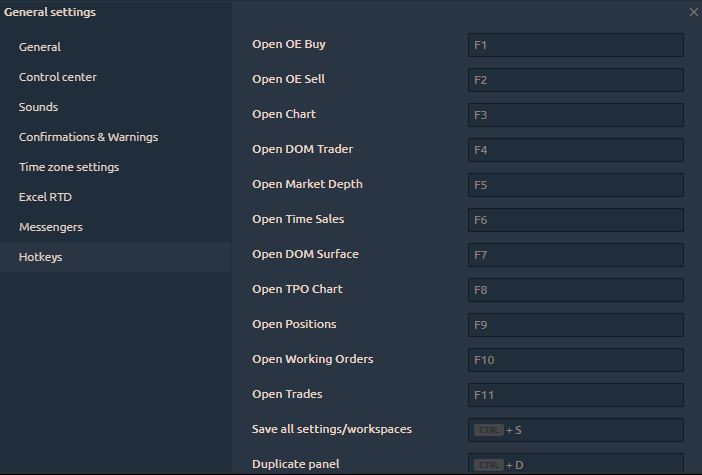 General settings
General
Control center
Sounds
Confirmations & Warnings
Time zone settings
Excel RTD
Messengers
Hotkeys
Open OE Buy F1
Open OE Sell F2
Open Chart F3
Open DOM Trader F4
Open Market Depth F5
Open Time Sales F6
Open DOM Surface F7
Open TPO Chart F8
Open Positions F9
Open Working Orders F10
Open Trades F11
Save all settings/workspaces CTRL + S
Duplicate panel CTRL + D